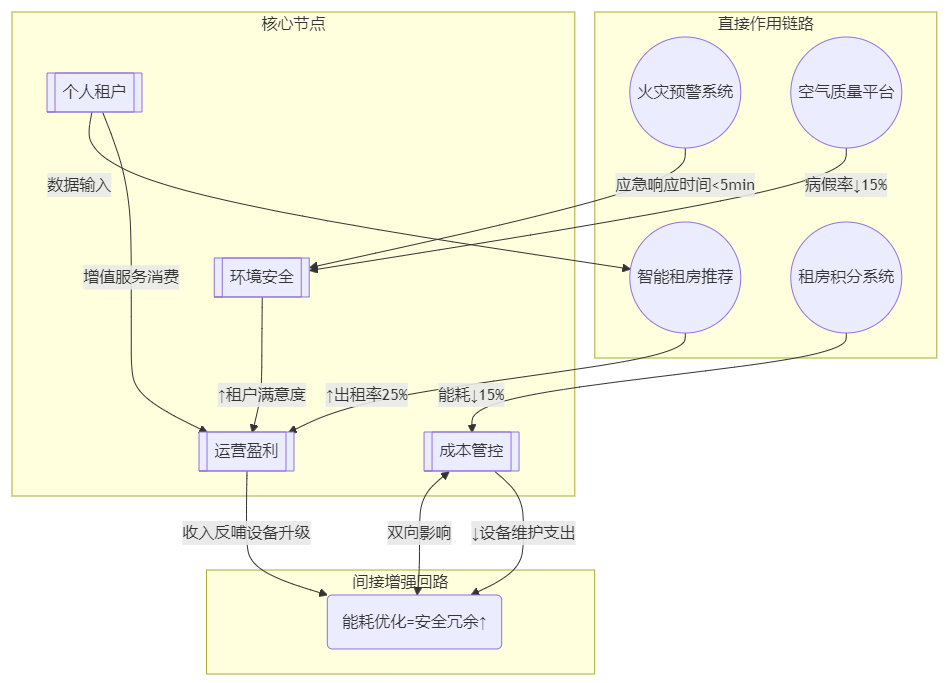 核心节点
直接作用链路
个人租户
火灾预警系统
空气质量平台
数据输入
应急响应时间<5min
病假率↓15%
增值服务消费
环境安全
智能租房推荐
租房积分系统
↑租户满意度
↑出租率25%
能耗↓15%
运营盈利
成本管控
收入反哺设备升级
双向影响
↓设备维护支出
间接增强回路
能耗优化=安全冗余↑